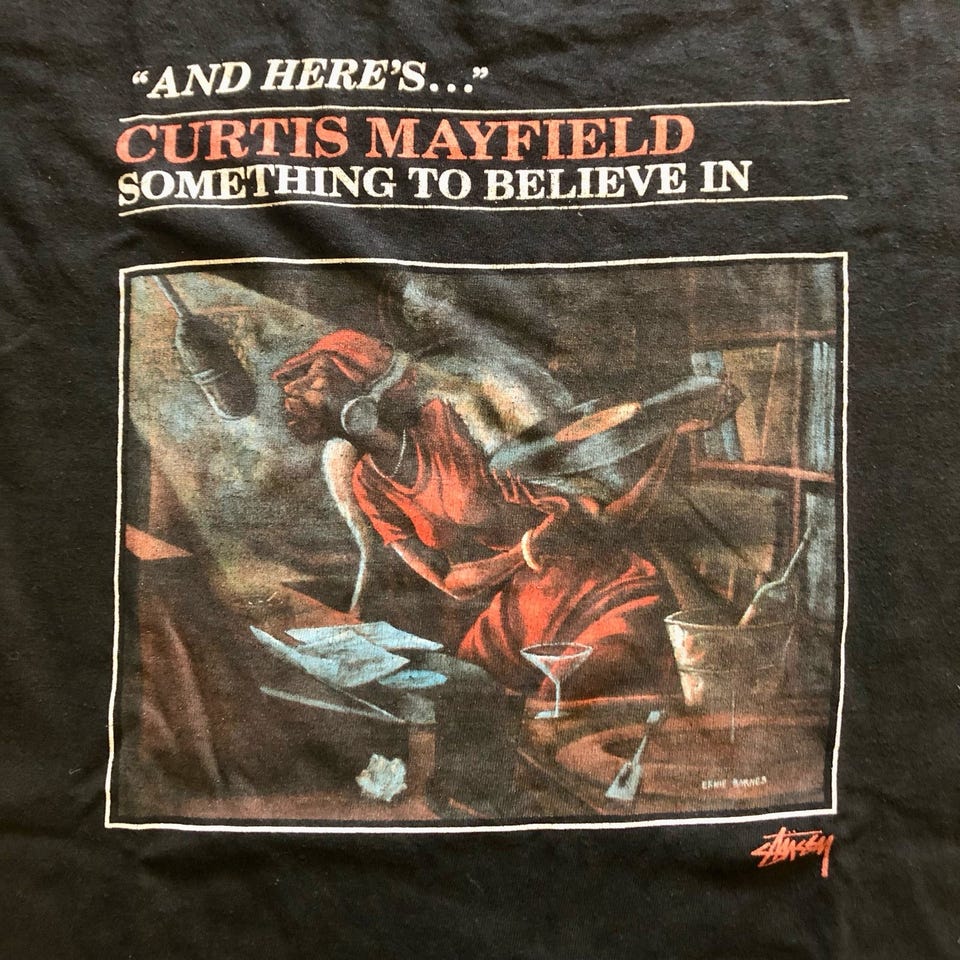 “AND HERE’S...”
CURTIS MAYFIELD
SOMETHING TO BELIEVE IN
ERNIE BARNES
STÜSSY